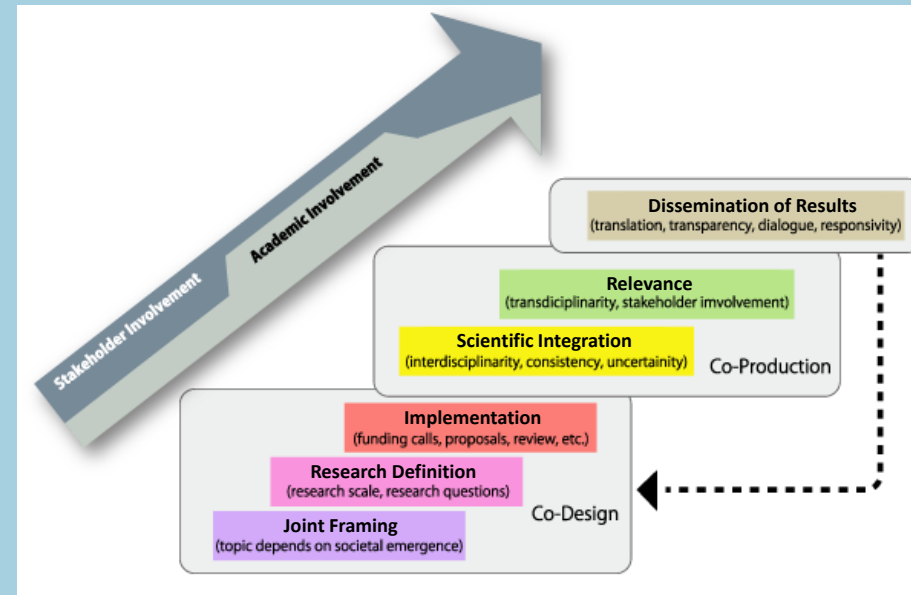 Stakeholder Involvement
Academic Involvement
Dissemination of Results
(translation, transparency, dialogue, responsivity)
Relevance
(transdiciplinarity, stakeholder imvolvement)
Scientific Integration
(interdisciplinarity, consistency, uncertainity)
Co-Production
Implementation
(funding calls, proposals, review, etc.)
Research Definition
(research scale, research questions)
Co-Design
Joint Framing
(topic depends on societal emergence)